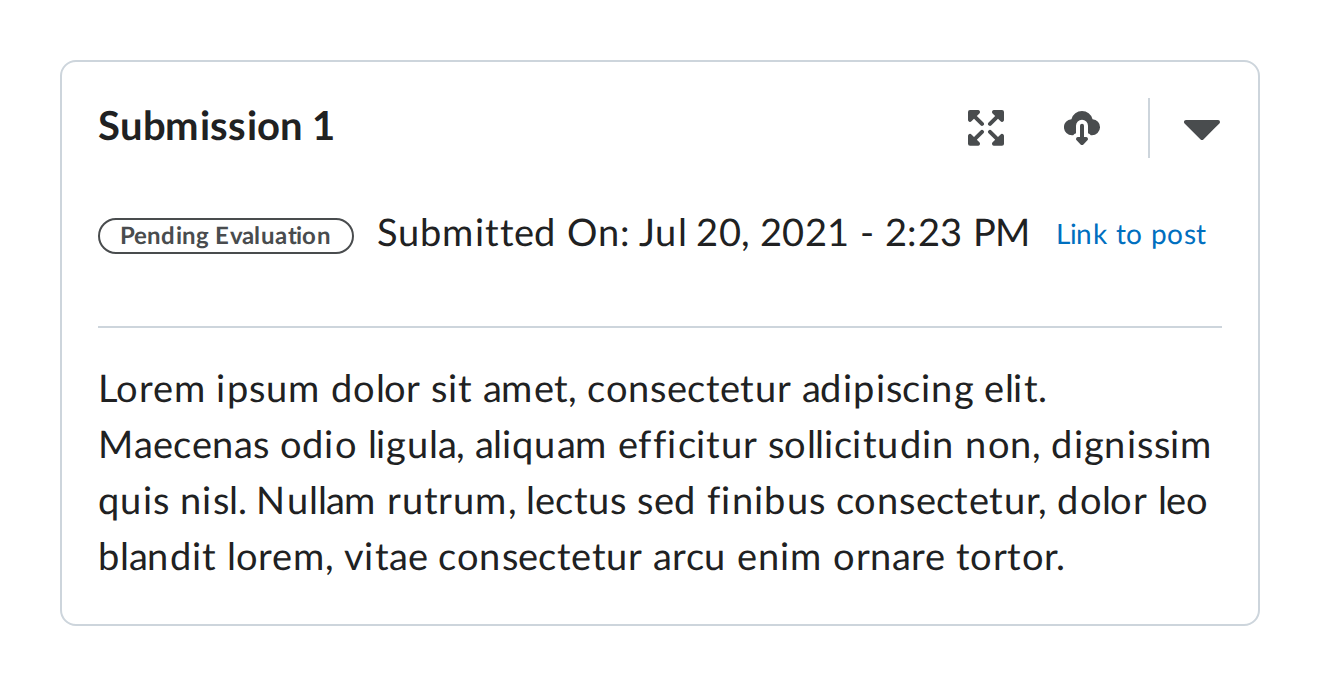 Submission 1
Pending Evaluation Submitted On: Jul 20, 2021 - 2:23 PM Link to post
Lorem ipsum dolor sit amet, consectetur adipiscing elit.
Maecenas odio ligula, aliquam efficitur sollicitudin non, dignissim
quis nisl. Nullam rutrum, lectus sed finibus consectetur, dolor leo
blandit lorem, vitae consectetur arcu enim ornare tortor.